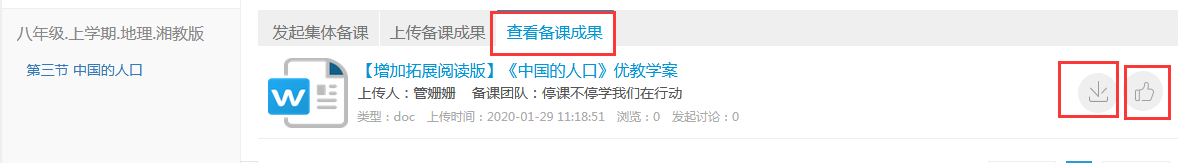 八年级.上学期.地理.湘教版
第三节 中国的人口
发起集体备课 上传备课成果 查看备课成果
W
【增加拓展阅读版】《中国的人口》优教学案
上传人：管姗姗 备课团队：停课不停学我们在行动
类型：doc 上传时间：2020-01-29 11:18:51 浏览：0 发起讨论：0